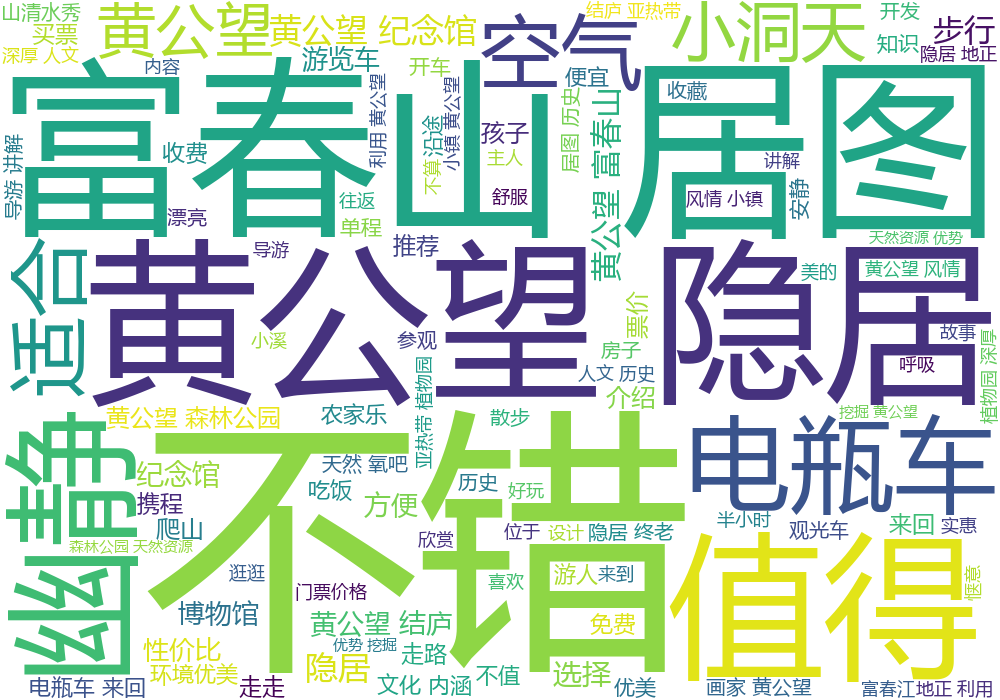 山清水秀
黄公望
黄公望 纪念馆
结庐 亚热带
小洞天
开发
步行
买票
空气
知识
深厚 人文
内容
游览车
开车
便宜
隐居 地正
富春山居图
利用 黄公望
小镇 黄公望
收藏
居图 历史
黄公望 富春山
导游 讲解
收费
沿途
不算
孩子
主人
讲解
舒服
风情 小镇
安静
往返
漂亮
单程
推荐
导游
天然资源 优势
适合
黄公望 隐居
美的
黄公望 风情
票价
小溪
参观
房子
故事
呼吸
人文 历史
植物园 深厚
亚热带 植物园
介绍
黄公望 森林公园
农家乐
散步
挖掘 黄公望
幽静
不错
电瓶车
纪念馆
天然 氧吧
历史
好玩
携程
吃饭
方便
爬山
欣赏
位于
设计
隐居 终老
半小时
观光车
来回
实惠
森林公园 天然资源
值得
逛逛
喜欢
游人
来到
惬意
门票价格
博物馆
黄公望 结庐
免费
性价比
优势 挖掘
环境优美
隐居
走路
不值
选择
电瓶车 来回
走走
文化 内涵
优美
画家 黄公望
富春江地正 利用